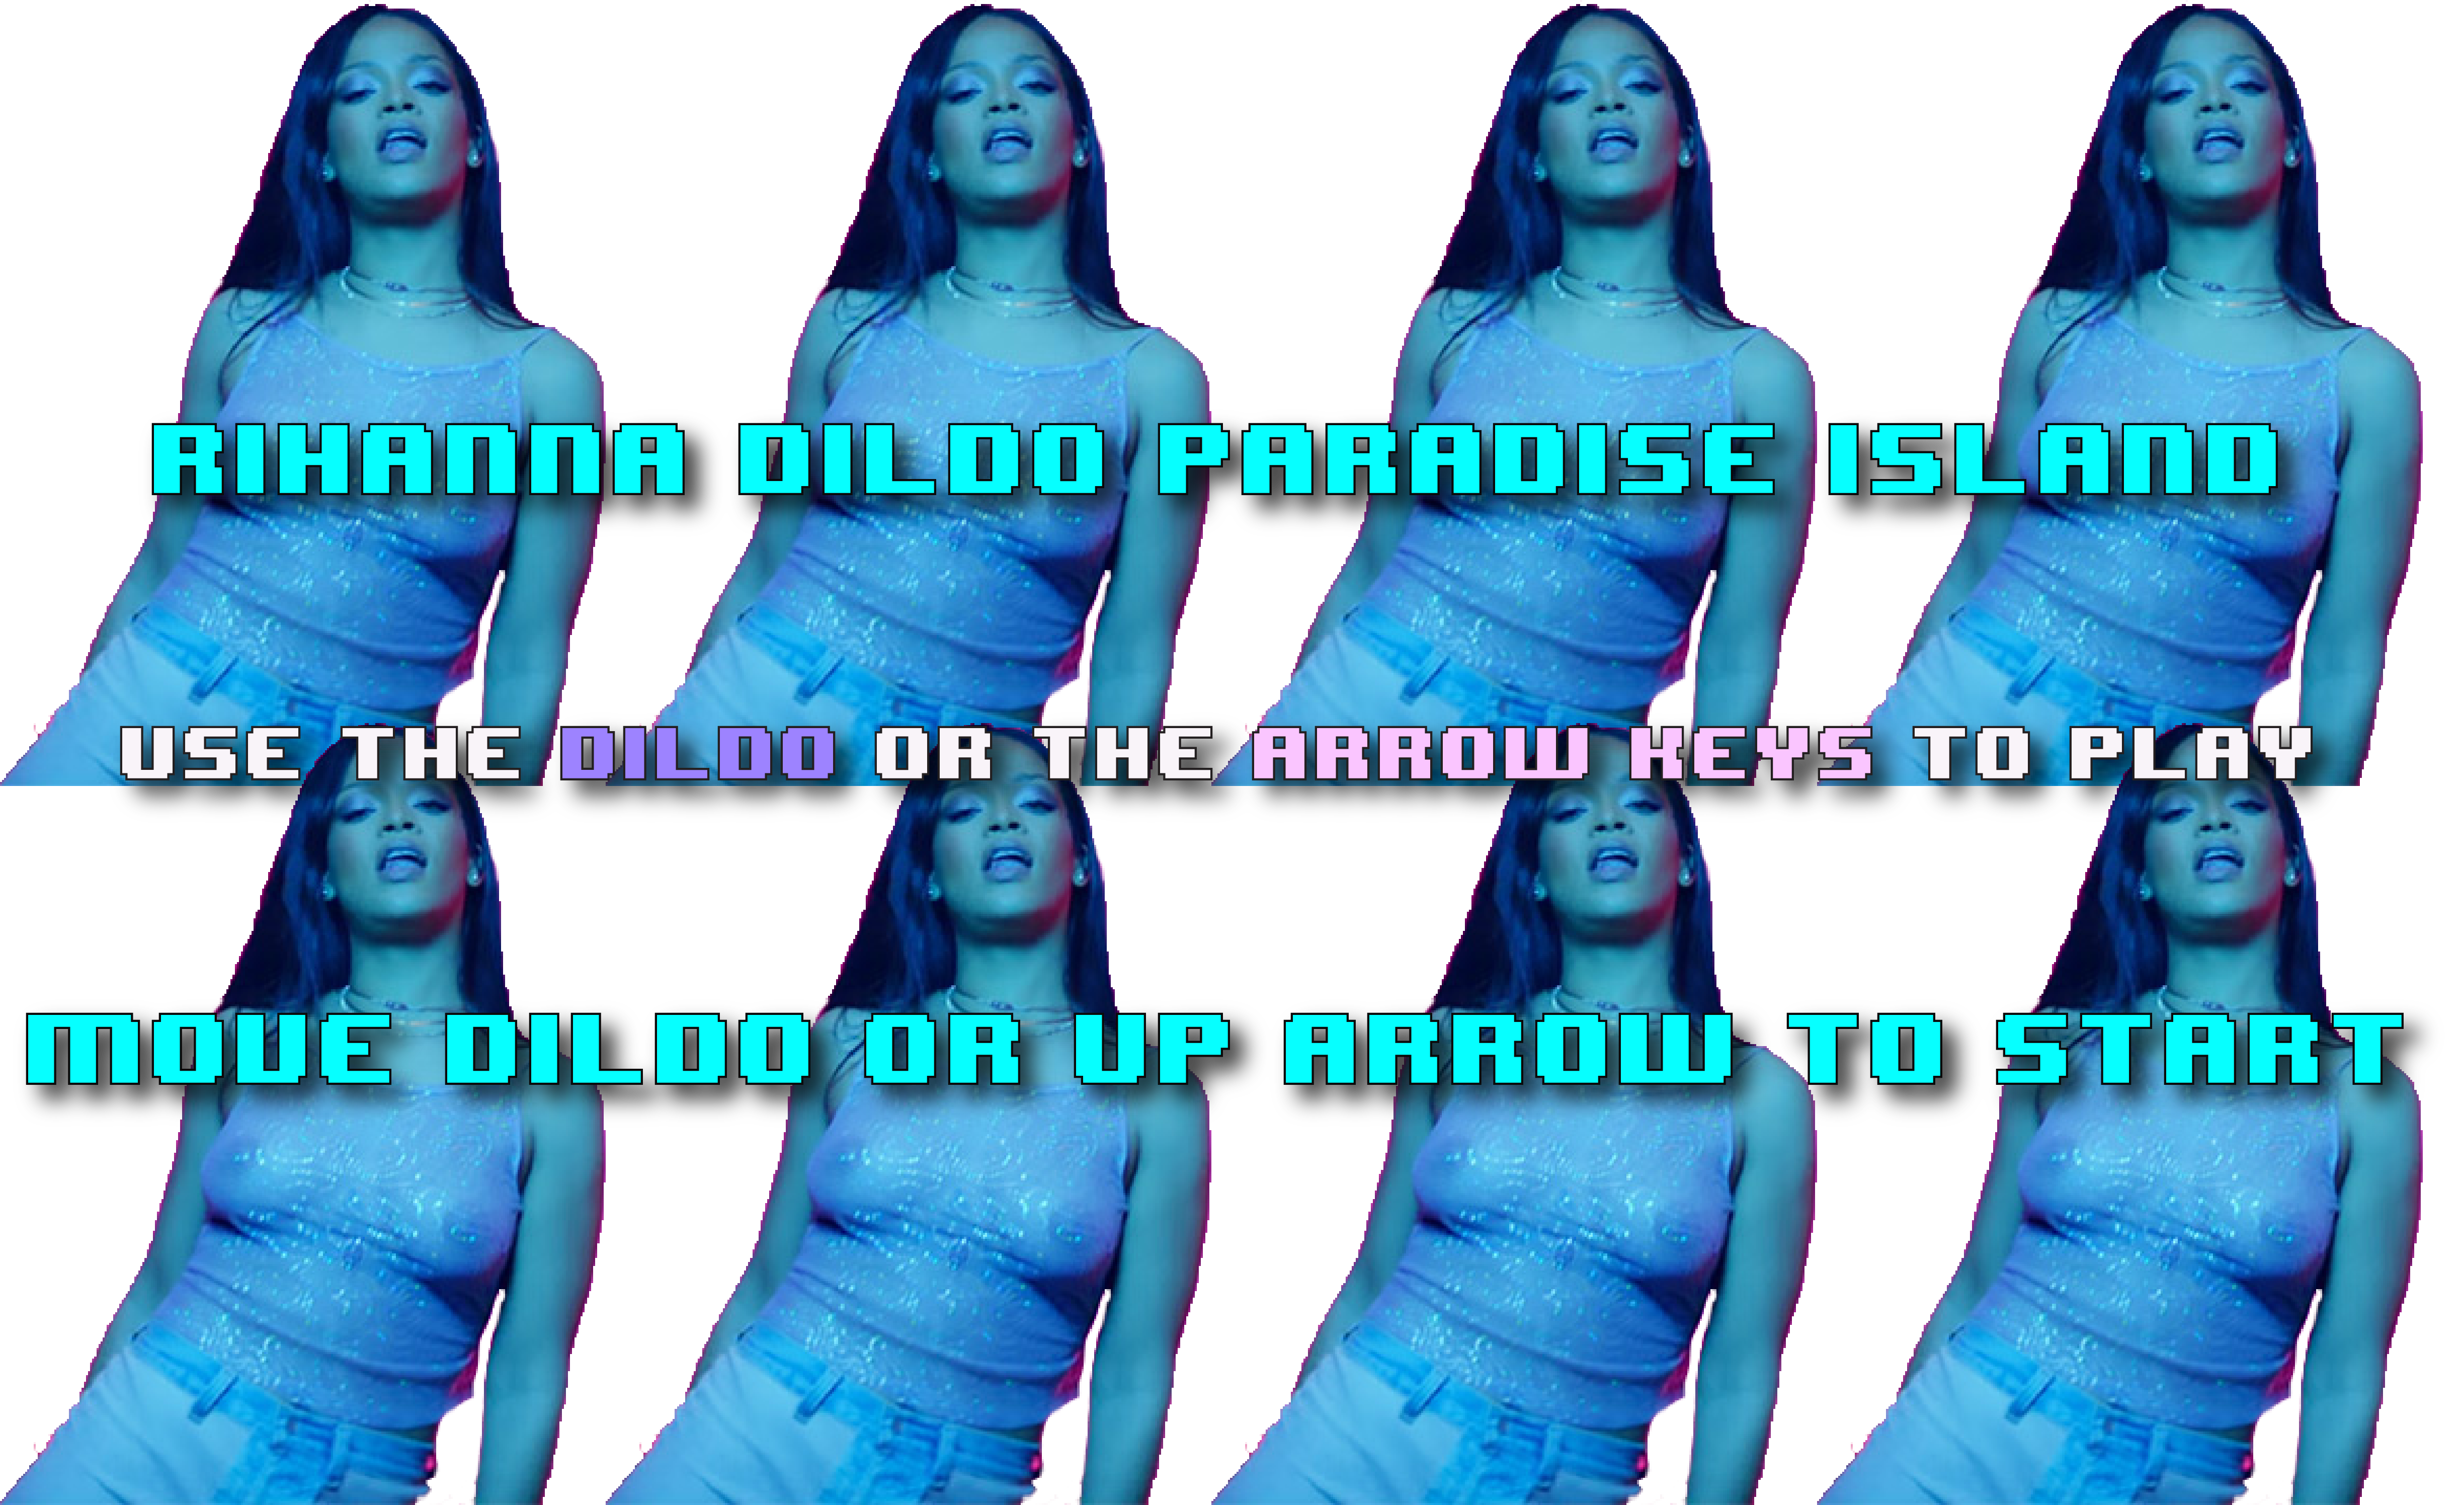 RIHANNA DILDO PARADISE ISLAND
USE THE DILDO OR THE ARROW KEYS TO PLAY
MOVE DILDO OR UP ARROW TO START